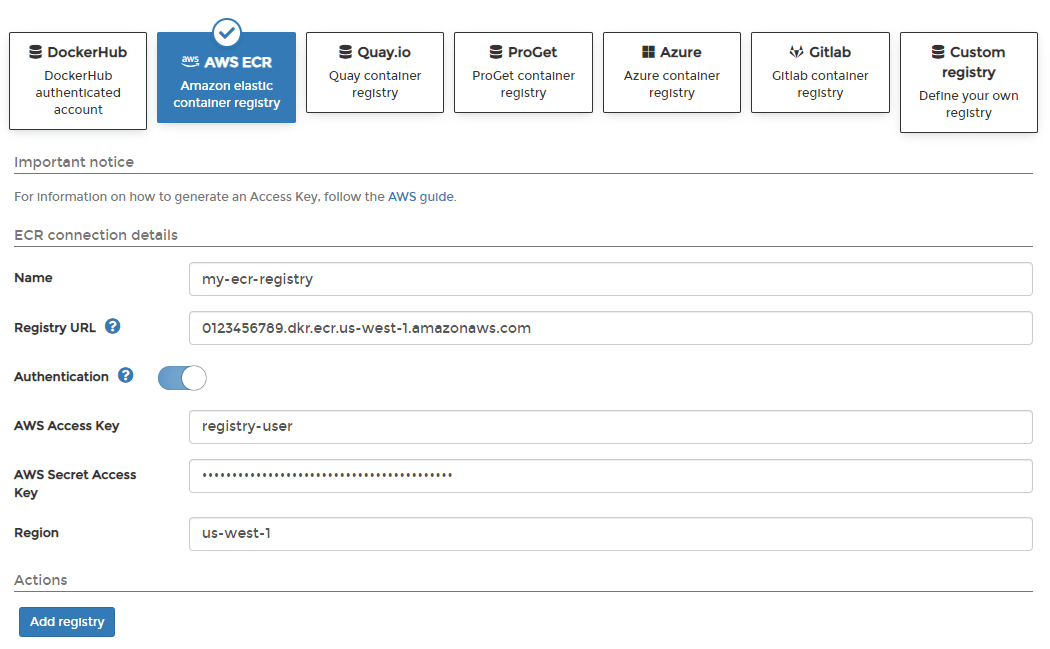 DockerHub
DockerHub
authenticated
account
aws AWS ECR
Amazon elastic
container registry
Quay.io
Quay container
registry
ProGet
ProGet container
registry
Azure
Azure container
registry
Gitlab
Gitlab container
registry
Custom
registry
Define your own
registry
Important notice
For information on how to generate an Access Key, follow the AWS guide.
ECR connection details
Name
my-ecr-registry
Registry URL ?
0123456789.dkr.ecr.us-west-1.amazonaws.com
Authentication ?
AWS Access Key
registry-user
AWS Secret Access
Key
Region
us-west-1
Actions
Add registry